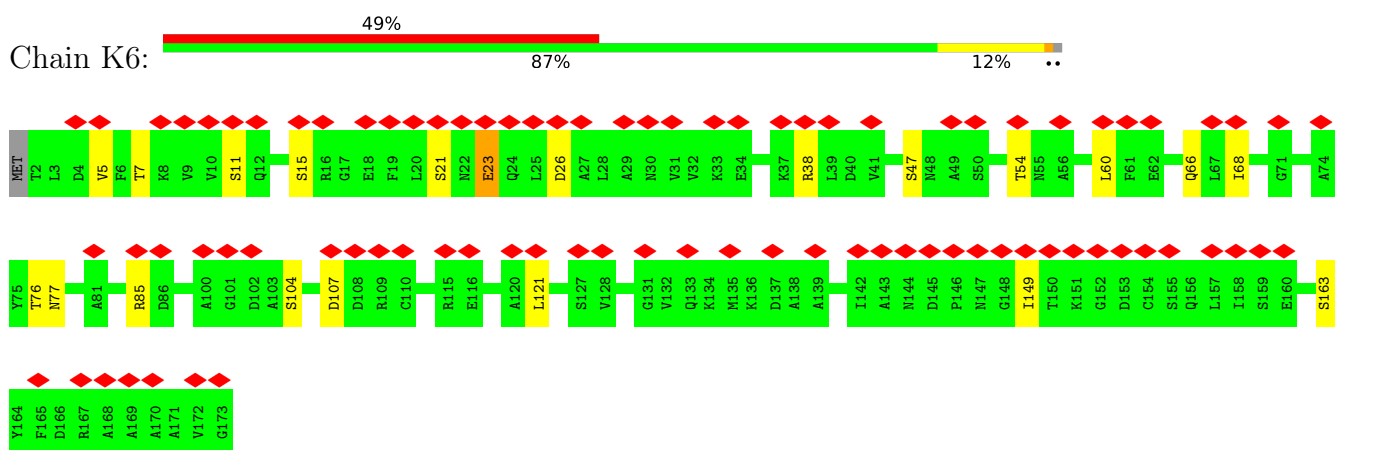 49%
Chain K6:
87% 12% ••
MET T2 L3 D4 V5 F6 T7 K8 V9 V10 S11 Q12 S15 R16 G17 E18 F19 L20 S21 N22 E23 Q24 L25 D26 A27 L28 A29 N30 V31 V32 K33 E34 K37 R38 L39 D40 V41 S47 N48 A49 S50 T54 N55 A56 L60 F61 E62 Q66 L67 I68 G71 A74
Y75 T76 N77 A81 R85 D86 A100 G101 D102 A103 S104 D107 D108 R109 C110 R115 E116 A120 L121 S127 V128 G131 V132 Q133 K134 M135 K136 D137 A138 A139 I142 A143 N144 D145 P146 N147 G148 I149 T150 K151 G152 D153 C154 S155 Q156 L157 I158 S159 E160 S163
Y164 F165 D166 R167 A168 A169 A170 A171 V172 G173